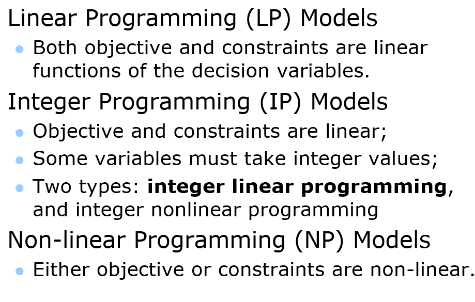 Linear Programming (LP) Models
Both objective and constraints are linear
functions of the decision variables.
Integer Programming (IP) Models
Objective and constraints are linear;
Some variables must take integer values;
Two types: integer linear programming,
and integer nonlinear programming
Non-linear Programming (NP) Models
Either objective or constraints are non-linear.